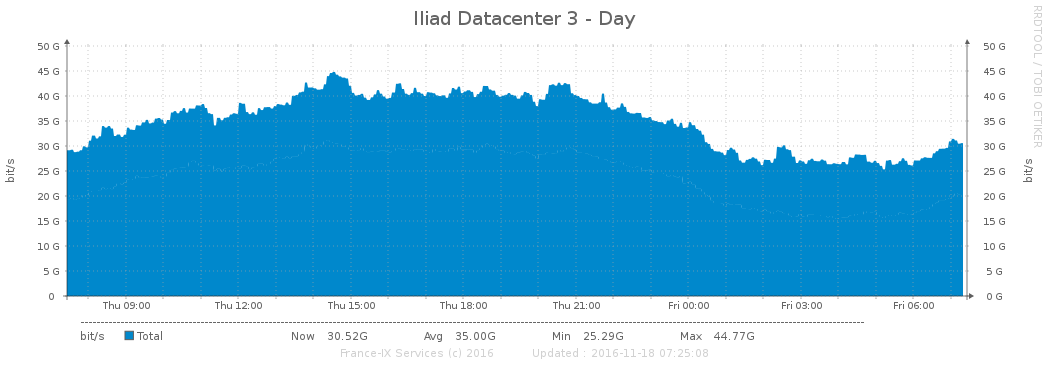 Iliad Datacenter 3 - Day
RRDTOOL / TOBI OETIKER
50 G 50 G
45 G 45 G
40 G 40 G
35 G 35 G
30 G 30 G
25 G 25 G
20 G 20 G
15 G 15 G
10 G 10 G
5 G 5 G
0 0 G
bit/s
bit/s
Thu 09:00 Thu 12:00 Thu 15:00 Thu 18:00 Thu 21:00 Fri 00:00 Fri 03:00 Fri 06:00
bit/s Total Now 30.52G Avg 35.00G Min 25.29G Max 44.77G
France-IX Services (c) 2016 Updated : 2016-11-18 07:25:08